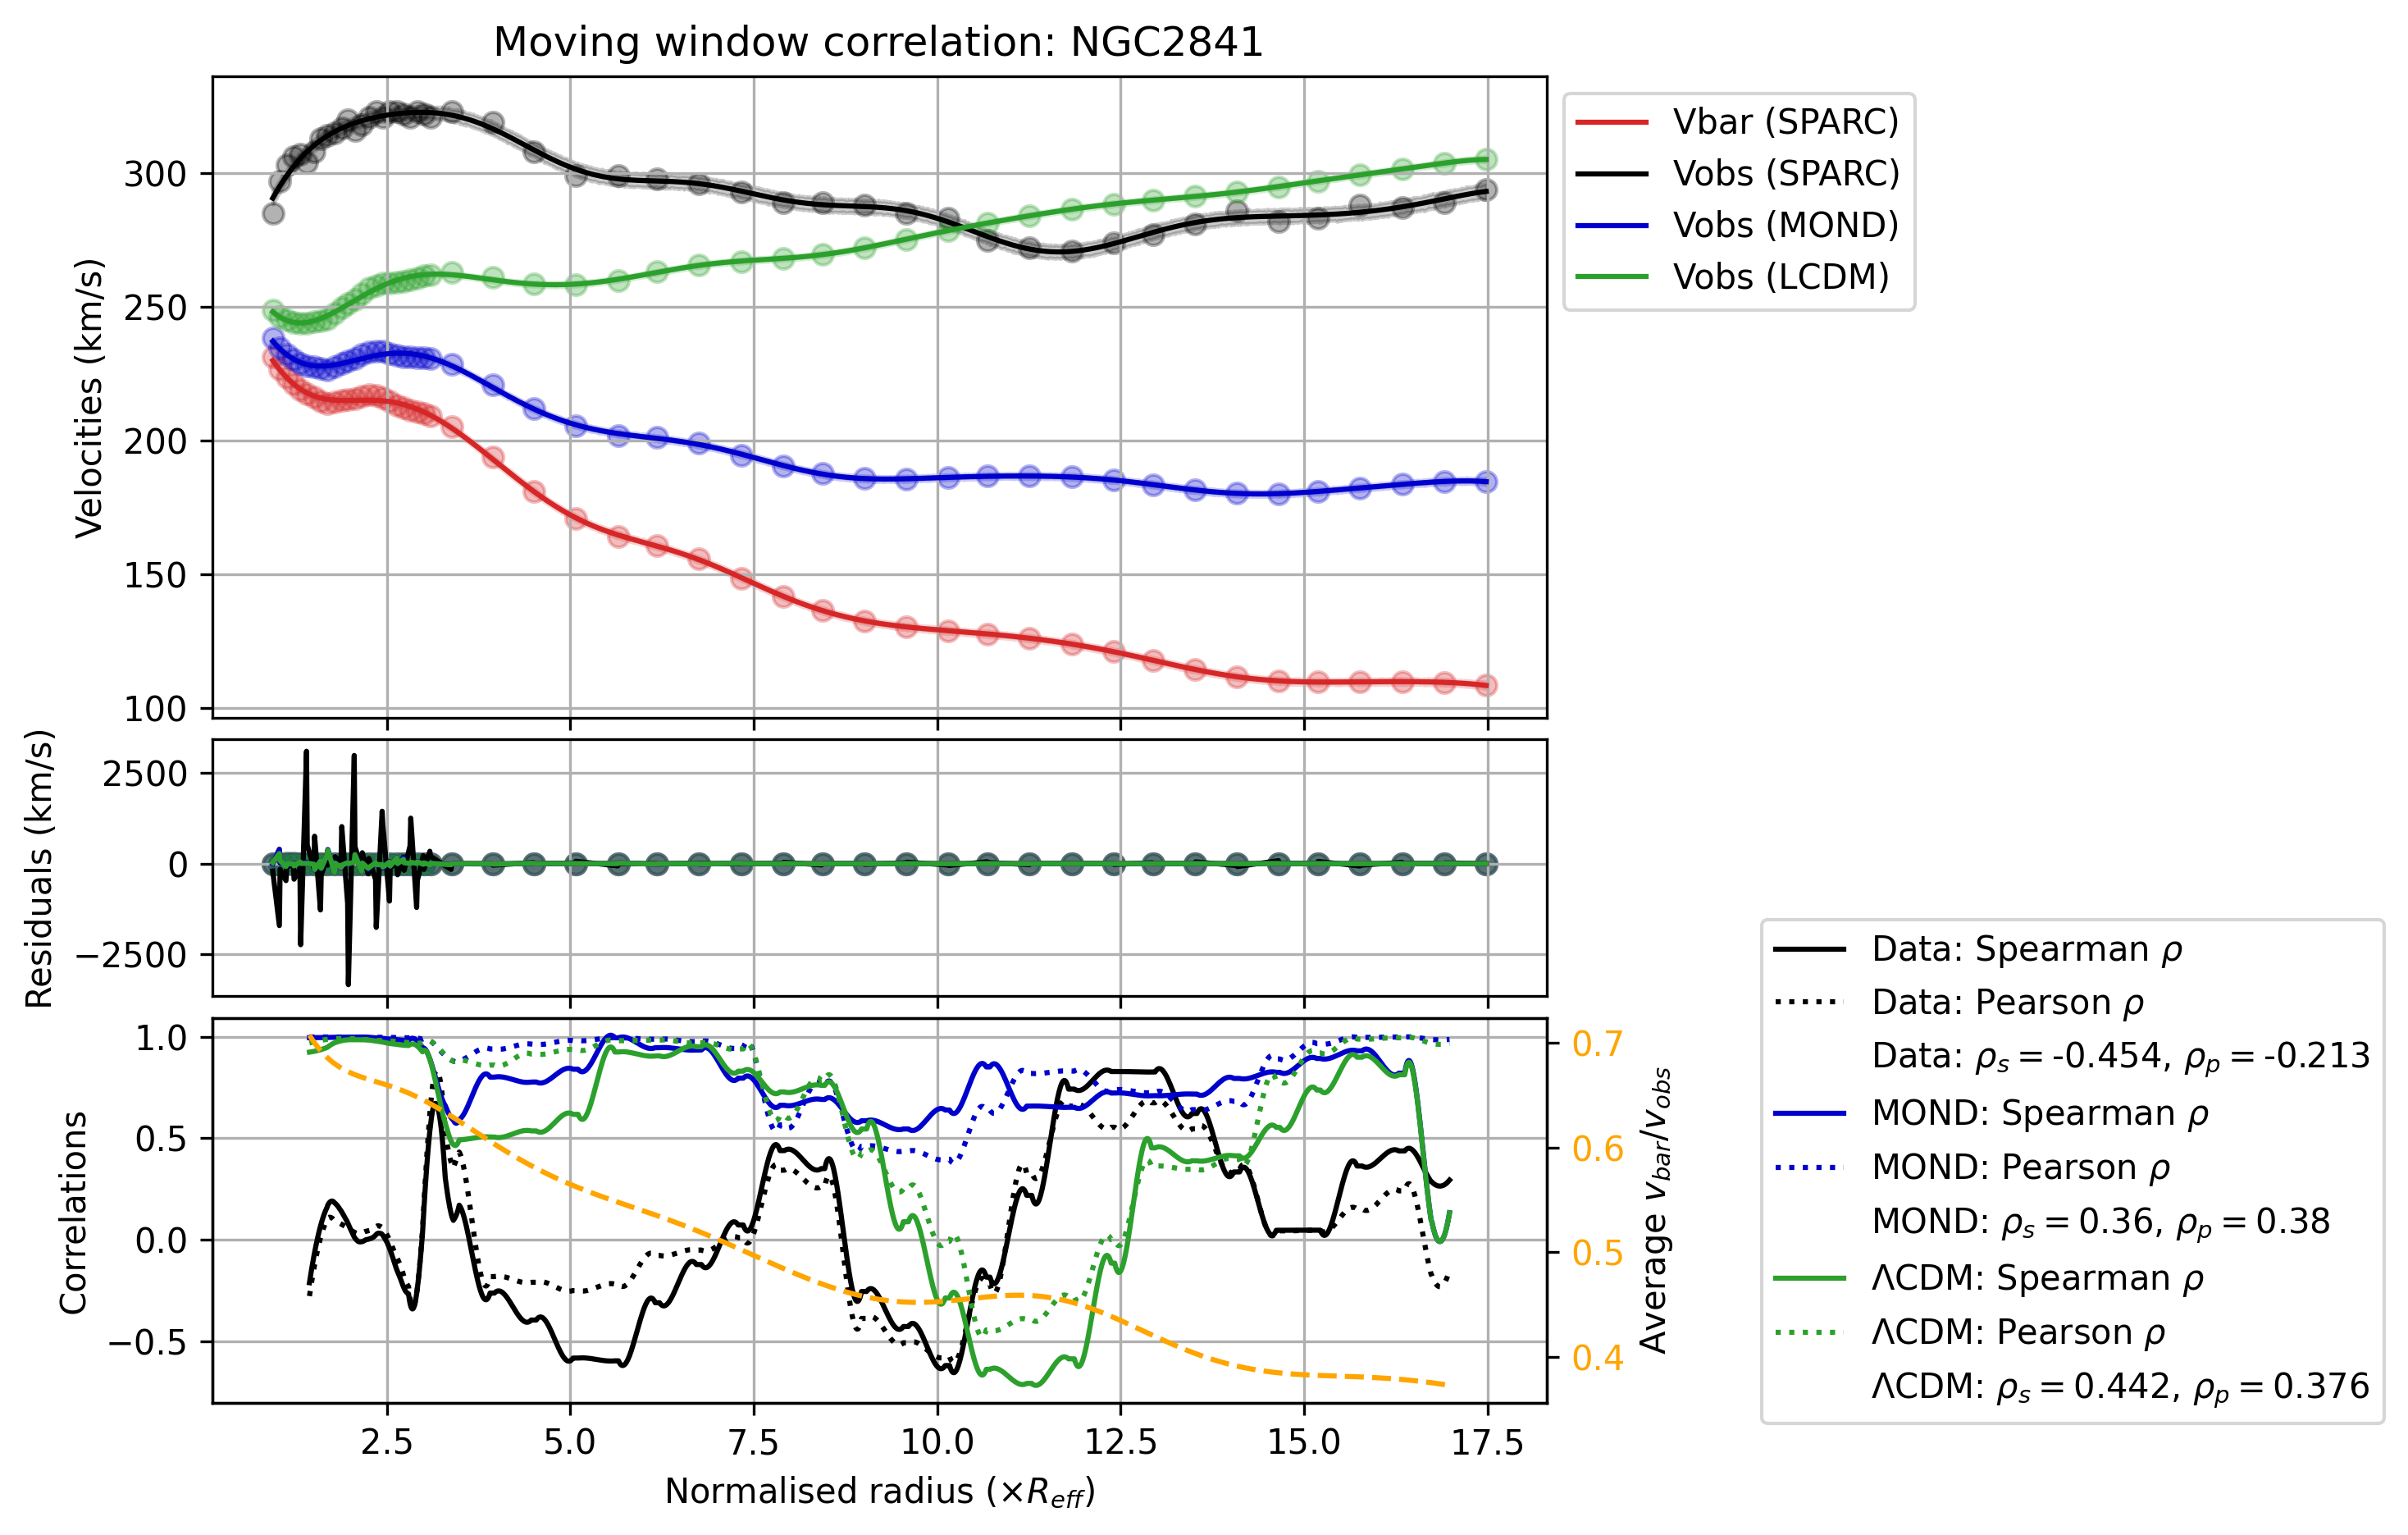 Moving window correlation: NGC2841
Velocities (km/s)
300
250
200
150
100
Vbar (SPARC)
Vobs (SPARC)
Vobs (MOND)
Vobs (LCDM)
Residuals (km/s)
2500
0
−2500
Correlations
1.0
0.5
0.0
−0.5
0.7
0.6
0.5
0.4
Average v_bar/v_obs
2.5 5.0 7.5 10.0 12.5 15.0 17.5
Normalised radius (×R_eff)
Data: Spearman ρ
Data: Pearson ρ
Data: ρ_s = -0.454, ρ_p = -0.213
MOND: Spearman ρ
MOND: Pearson ρ
MOND: ρ_s = 0.36, ρ_p = 0.38
ΛCDM: Spearman ρ
ΛCDM: Pearson ρ
ΛCDM: ρ_s = 0.442, ρ_p = 0.376